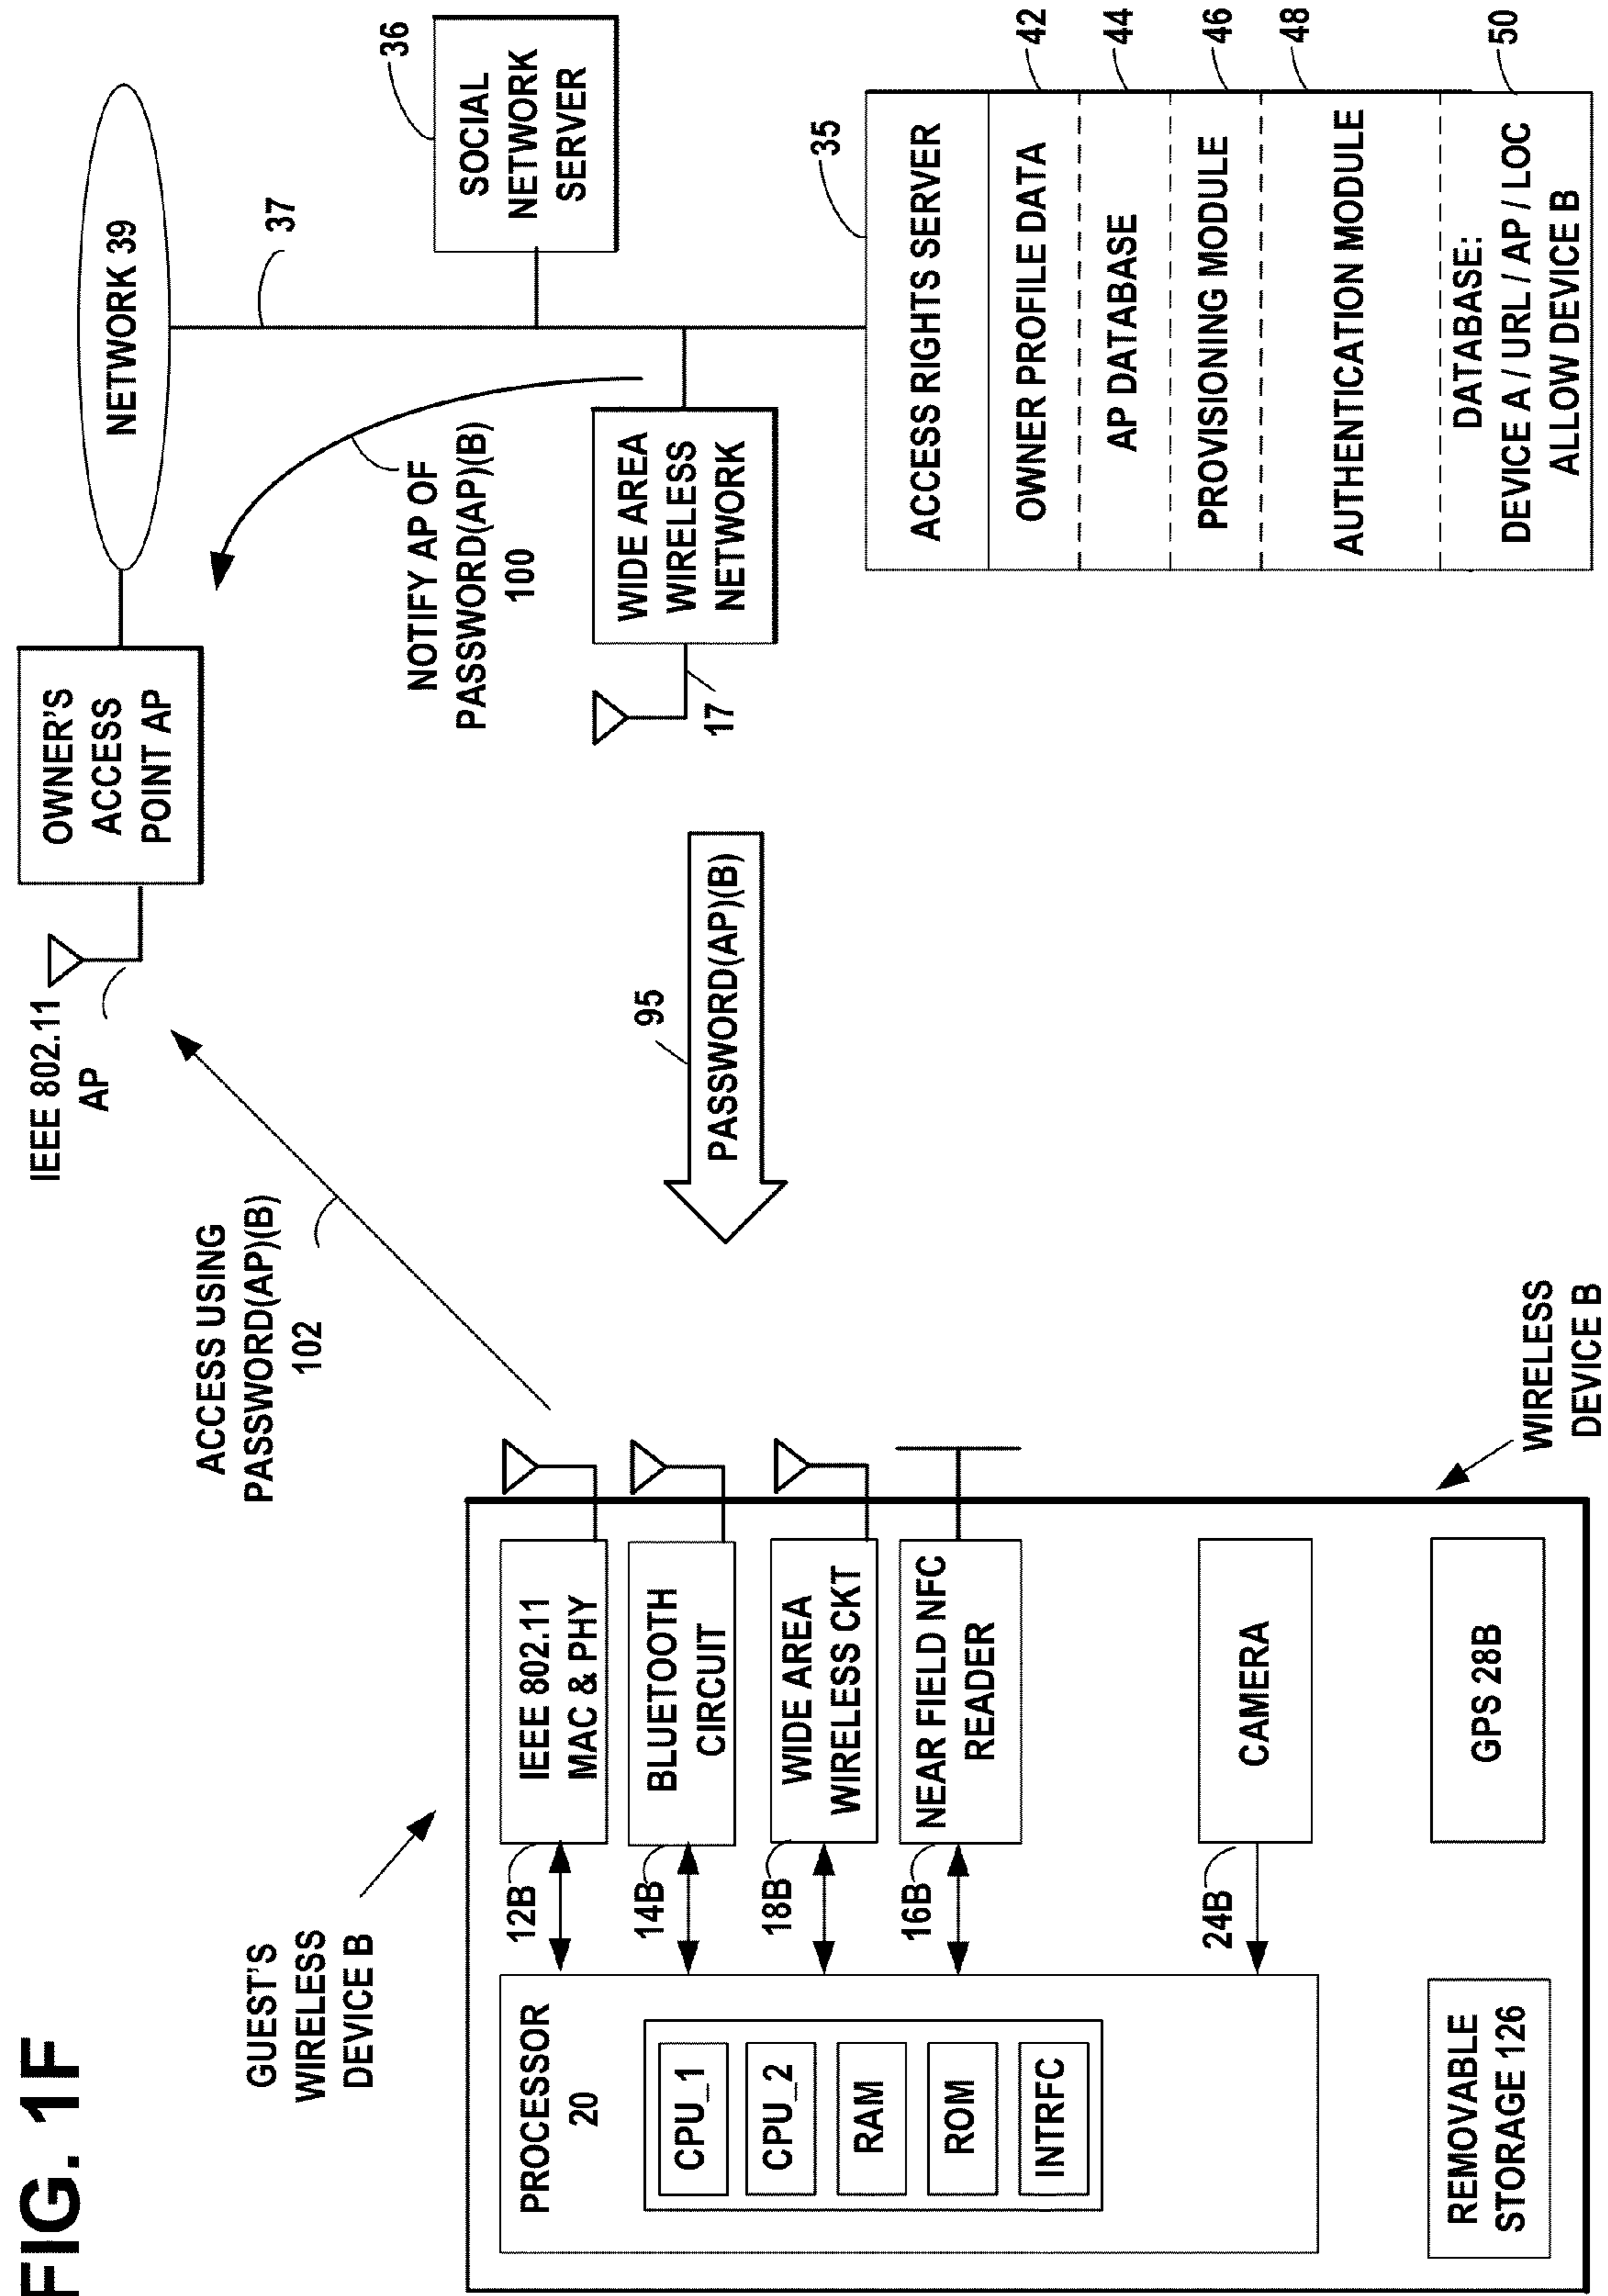 FIG. 1F
GUEST'S
WIRELESS
DEVICE B
PROCESSOR
20
CPU_1
CPU_2
RAM
ROM
INTRFC
REMOVABLE
STORAGE 126
12B
14B
18B
16B
24B
IEEE 802.11
MAC & PHY
BLUETOOTH
CIRCUIT
WIDE AREA
WIRELESS CKT
NEAR FIELD NFC
READER
CAMERA
GPS 28B
WIRELESS
DEVICE B
ACCESS USING
PASSWORD(AP)(B)
102
IEEE 802.11
AP
95
PASSWORD(AP)(B)
OWNER'S
ACCESS
POINT AP
NETWORK 39
37
NOTIFY AP OF
PASSWORD(AP)(B)
100
17
WIDE AREA
WIRELESS
NETWORK
36
SOCIAL
NETWORK
SERVER
35
ACCESS RIGHTS SERVER
OWNER PROFILE DATA
42
AP DATABASE
44
PROVISIONING MODULE
46
AUTHENTICATION MODULE
48
DATABASE:
DEVICE A / URL / AP / LOC
ALLOW DEVICE B
50